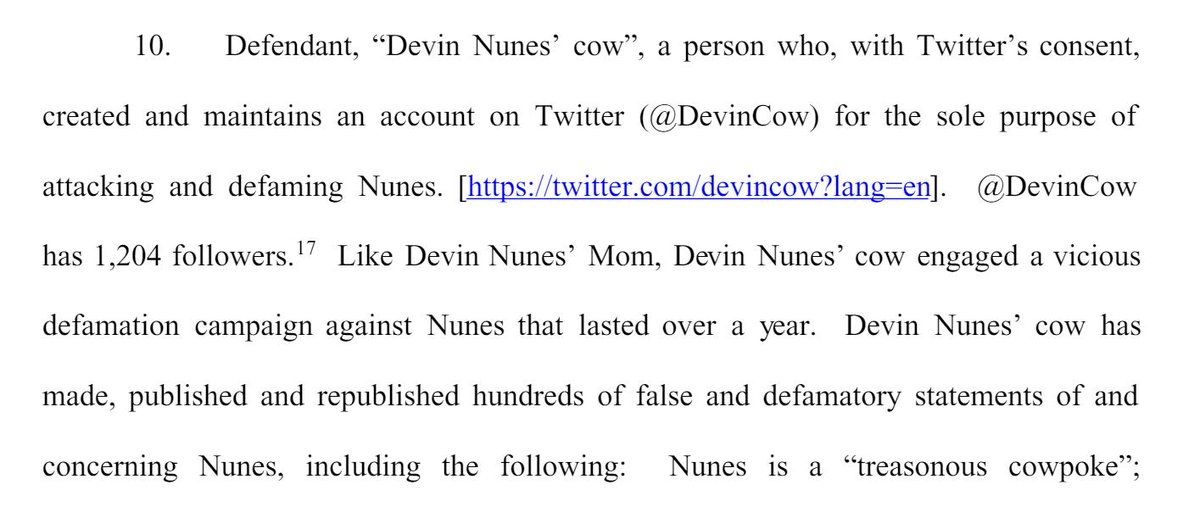 10. Defendant, “Devin Nunes’ cow”, a person who, with Twitter’s consent,
created and maintains an account on Twitter (@DevinCow) for the sole purpose of
attacking and defaming Nunes. [https://twitter.com/devincow?lang=en]. @DevinCow
has 1,204 followers.17 Like Devin Nunes’ Mom, Devin Nunes’ cow engaged a vicious
defamation campaign against Nunes that lasted over a year. Devin Nunes’ cow has
made, published and republished hundreds of false and defamatory statements of and
concerning Nunes, including the following: Nunes is a “treasonous cowpoke”;